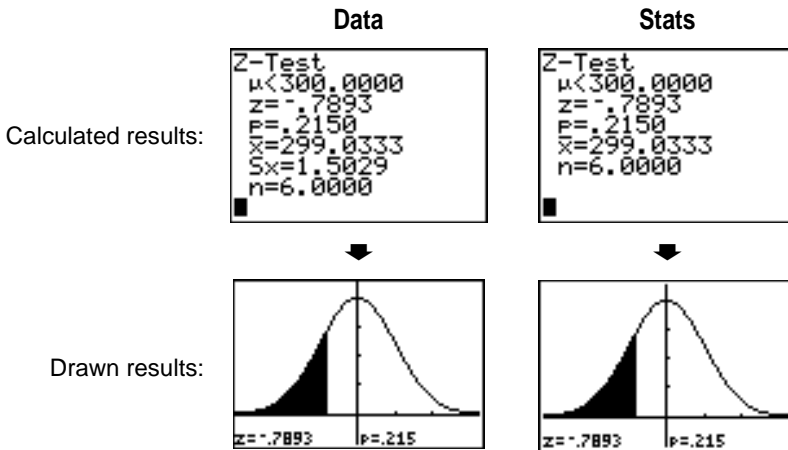 Data
Stats
Calculated results:
Z-Test
μ<300.0000
z=-.7893
p=.2150
x̄=299.0333
Sx=1.5029
n=6.0000
Z-Test
μ<300.0000
z=-.7893
p=.2150
x̄=299.0333
n=6.0000
Drawn results:
z=-.7893 p=.215
z=-.7893 p=.215